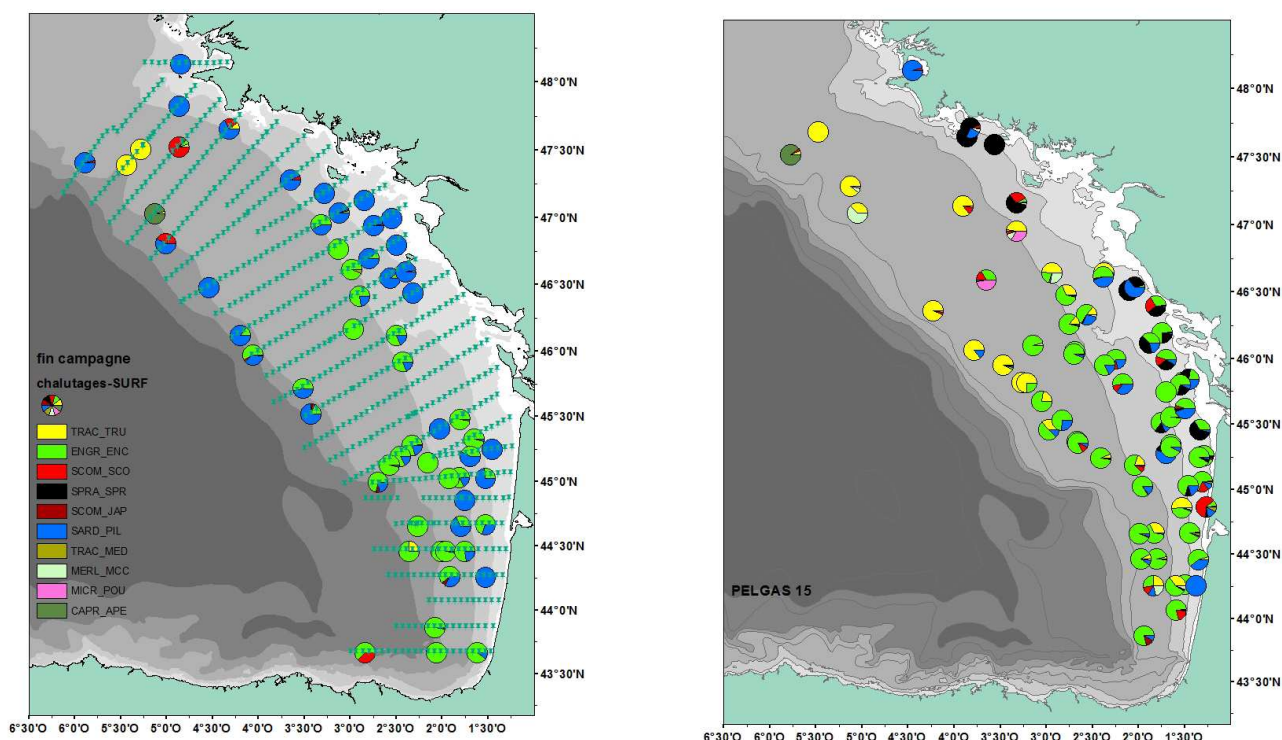 48°0'N
47°30'N
47°0'N
46°30'N
46°0'N
45°30'N
45°0'N
44°30'N
44°0'N
43°30'N
fin campagne
chalutages-SURF
TRAC_TRU
ENGR_ENC
SCOM_SCO
SPRA_SPR
SCOM_JAP
SARD_PIL
TRAC_MED
MERL_MCC
MICR_POU
CAPR_APE
6°30'O 6°0'O 5°30'O 5°0'O 4°30'O 4°0'O 3°30'O 3°0'O 2°30'O 2°0'O 1°30'O
48°0'N
47°30'N
47°0'N
46°30'N
46°0'N
45°30'N
45°0'N
44°30'N
44°0'N
43°30'N
PELGAS 15
6°30'O 6°0'O 5°30'O 5°0'O 4°30'O 4°0'O 3°30'O 3°0'O 2°30'O 2°0'O 1°30'O